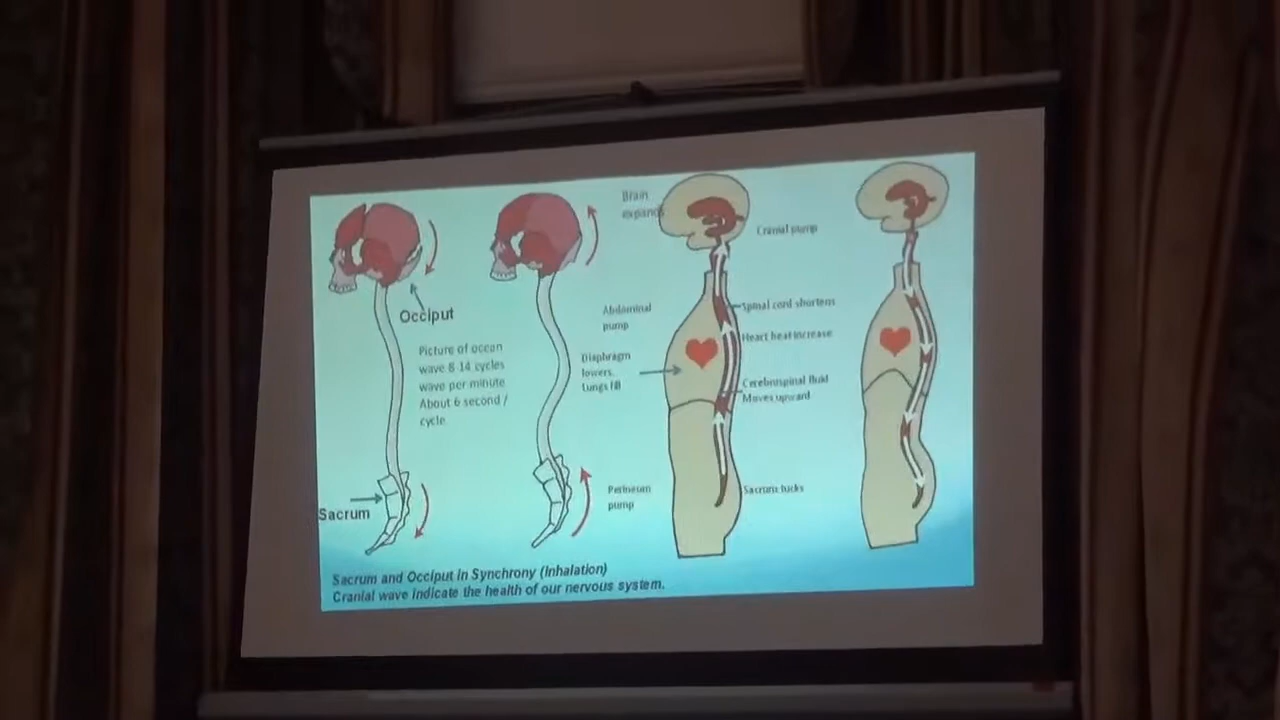 Occiput
Picture of ocean
wave 8-14 cycles
wave per minute
About 6 second /
cycle
Sacrum
Brain
expands
Cranial pump
Abdominal
pump
Spinal cord shortens
Heart beat increase
Diaphragm
lowers.
Lungs fill
Cerebrospinal fluid
Moves upward
Perineum
pump
Sacrum tucks
Sacrum and Occiput in Synchrony (Inhalation)
Cranial wave indicate the health of our nervous system.